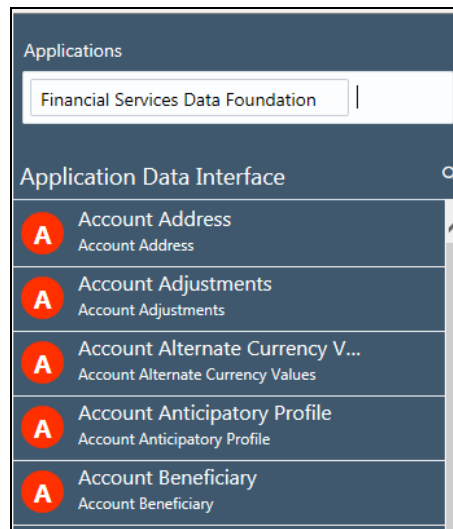 Applications
Financial Services Data Foundation
Application Data Interface
A
Account Address
Account Address
A
Account Adjustments
Account Adjustments
A
Account Alternate Currency V...
Account Alternate Currency Values
A
Account Anticipatory Profile
Account Anticipatory Profile
A
Account Beneficiary
Account Beneficiary